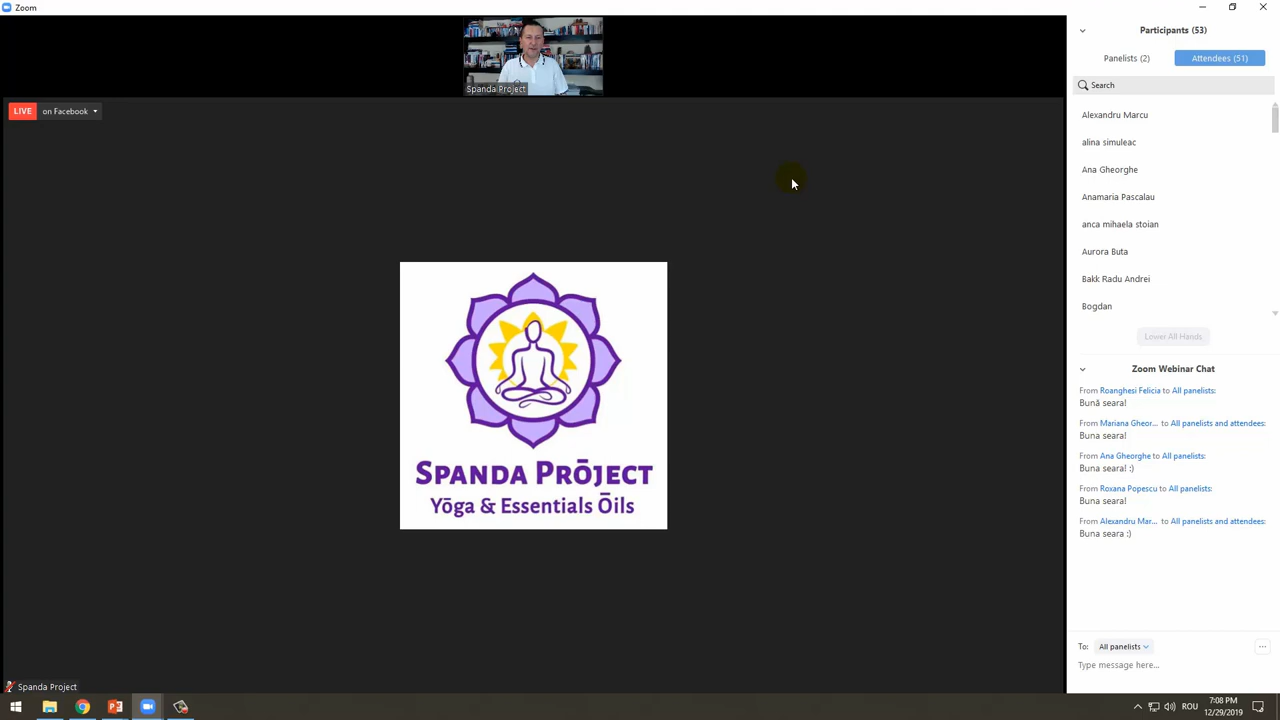 Zoom
Spanda Project
LIVE on Facebook
SPANDA PRŌJECT
Yōga & Essentials Ōils
Spanda Project
Participants (53)
Panelists (2)
Attendees (51)
Search
Alexandru Marcu
alina simuleac
Ana Gheorghe
Anamaria Pascalau
anca mihaela stoian
Aurora Buta
Bakk Radu Andrei
Bogdan
Lower All Hands
Zoom Webinar Chat
From Roanghesi Felicia to All panelists:
Bună seara!
From Mariana Gheor... to All panelists and attendees:
Buna seara!
From Ana Gheorghe to All panelists:
Buna seara! :)
From Roxana Popescu to All panelists:
Buna seara!
From Alexandru Mar... to All panelists and attendees:
Buna seara :)
To: All panelists
Type message here...
ROU
7:08 PM
12/29/2019